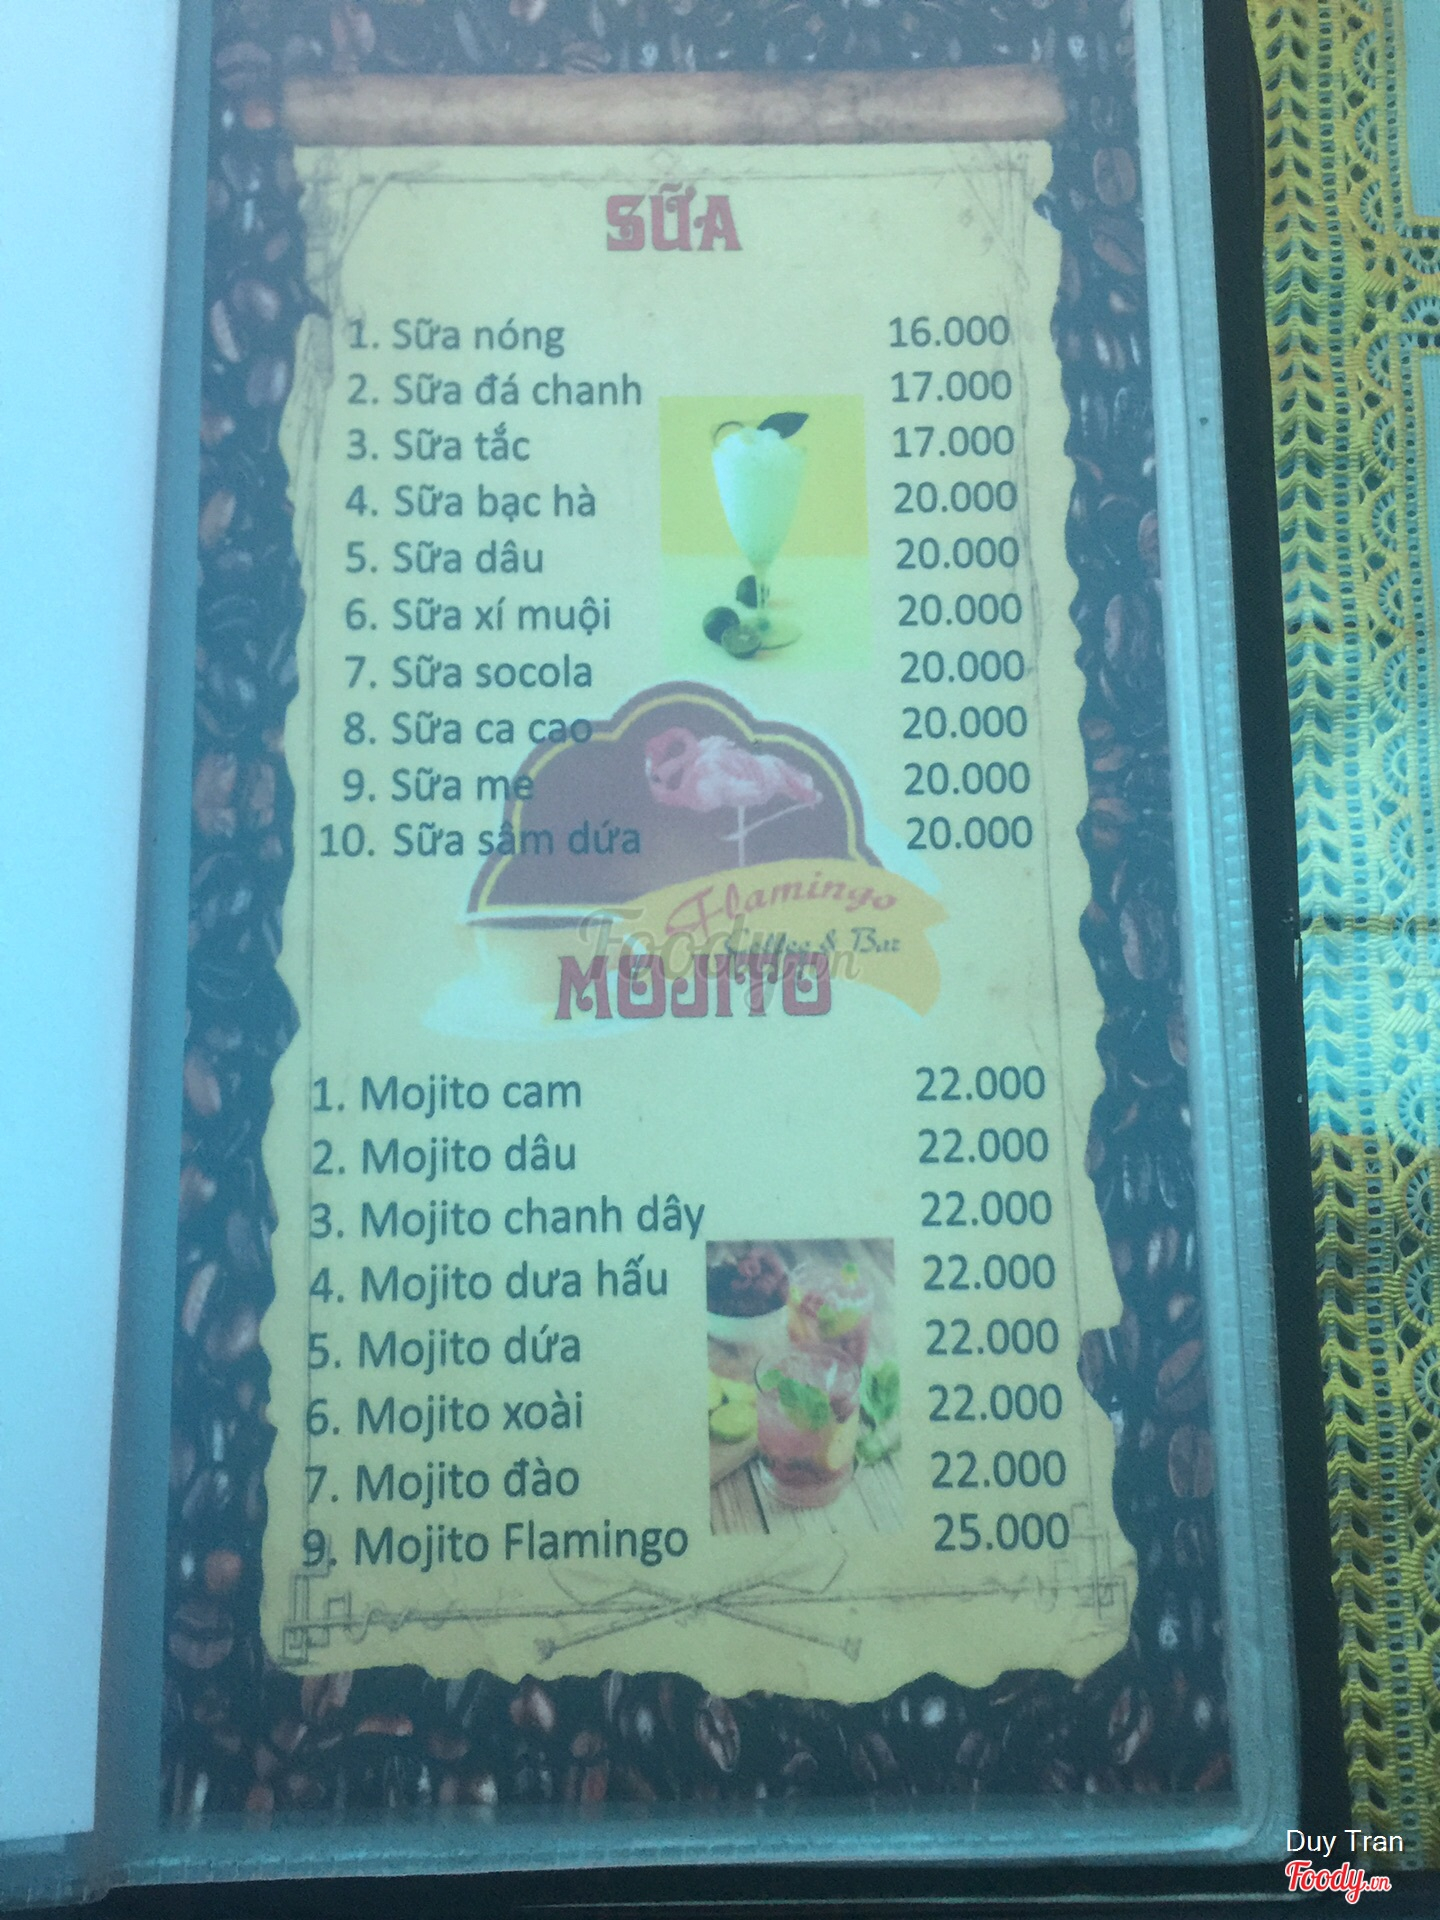 SỮA
1. Sữa nóng 16.000
2. Sữa đá chanh 17.000
3. Sữa tắc 17.000
4. Sữa bạc hà 20.000
5. Sữa dâu 20.000
6. Sữa xí muội 20.000
7. Sữa socola 20.000
8. Sữa ca cao 20.000
9. Sữa me 20.000
10. Sữa sâm dứa 20.000
Flamingo
Coffee & Bar
Foody.vn
MOJITO
1. Mojito cam 22.000
2. Mojito dâu 22.000
3. Mojito chanh dây 22.000
4. Mojito dưa hấu 22.000
5. Mojito dứa 22.000
6. Mojito xoài 22.000
7. Mojito đào 22.000
9. Mojito Flamingo 25.000
Duy Tran
Foody.vn